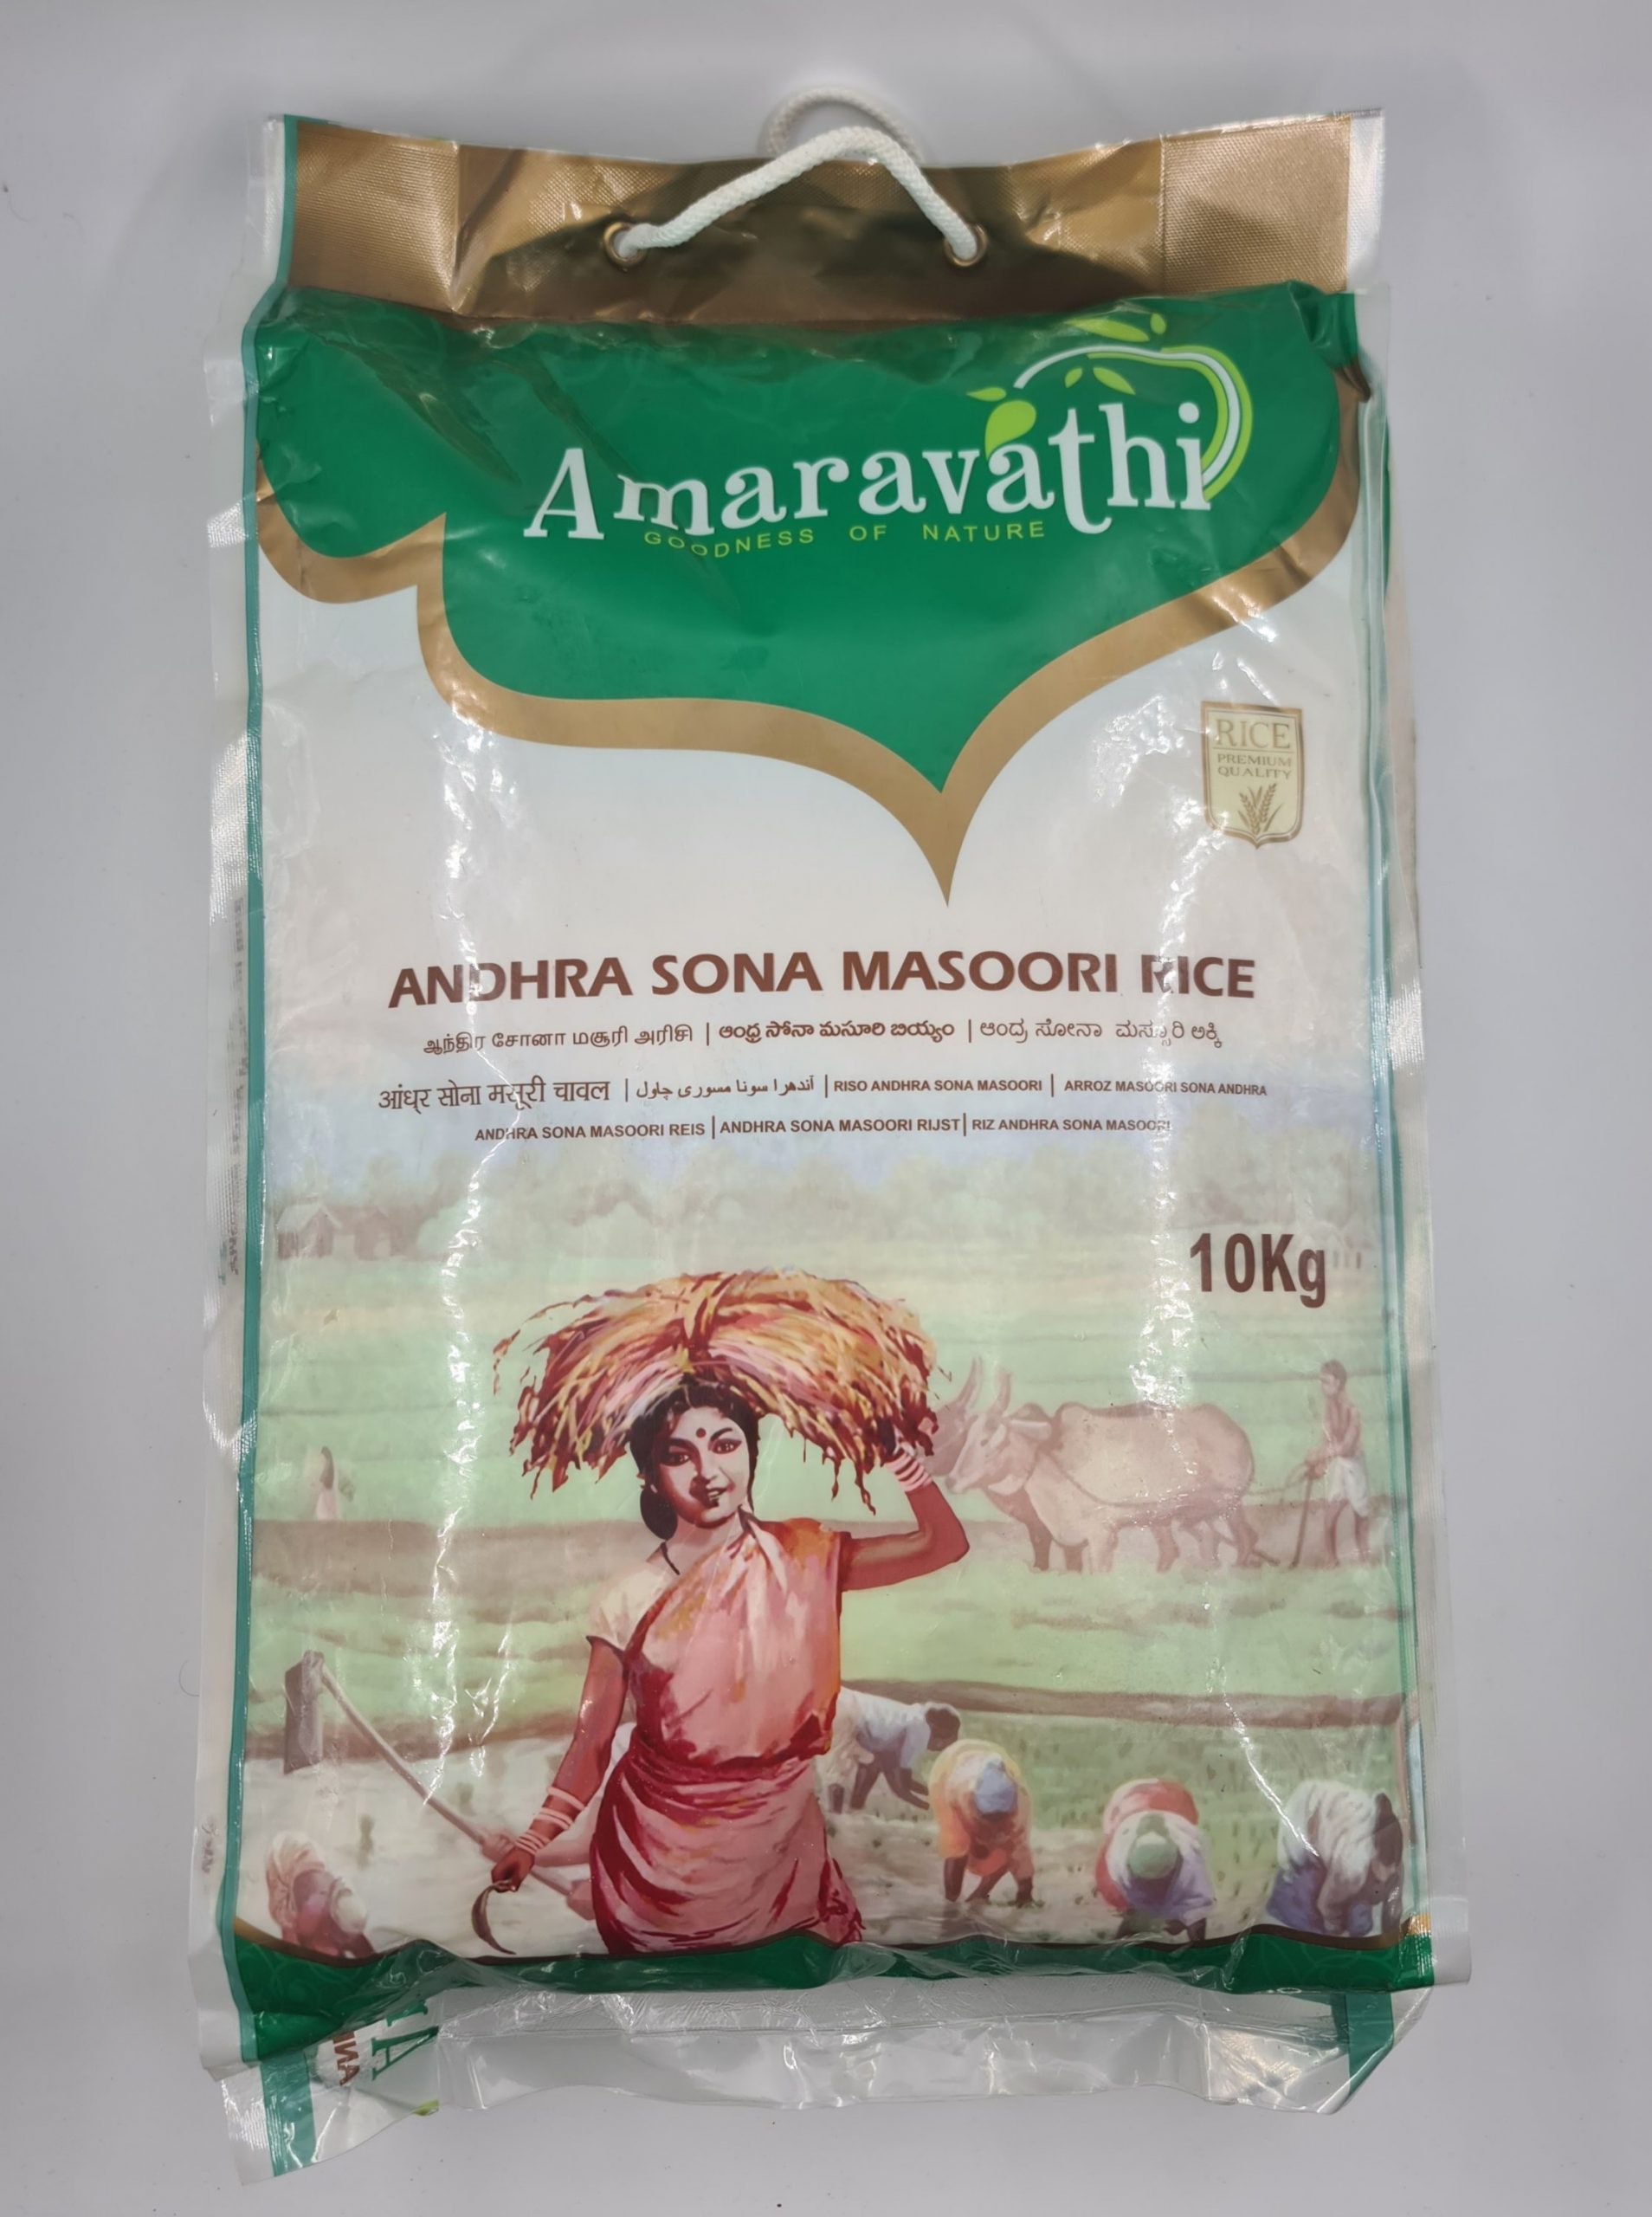 Amaravathi
GOODNESS OF NATURE
RICE
PREMIUM
QUALITY
ANDHRA SONA MASOORI RICE
ஆந்திர சோனா மசூரி அரிசி | ఆంధ్ర సోనా మసూరి బియ్యం | ಆಂದ್ರ ಸೋನಾ ಮಸ್ಸೂರಿ ಅಕ್ಕಿ
आंध्र सोना मसूरी चावल | آندھرا سونا مسوری چاول | RISO ANDHRA SONA MASOORI | ARROZ MASOORI SONA ANDHRA
ANDHRA SONA MASOORI REIS | ANDHRA SONA MASOORI RIJST | RIZ ANDHRA SONA MASOORI
10Kg